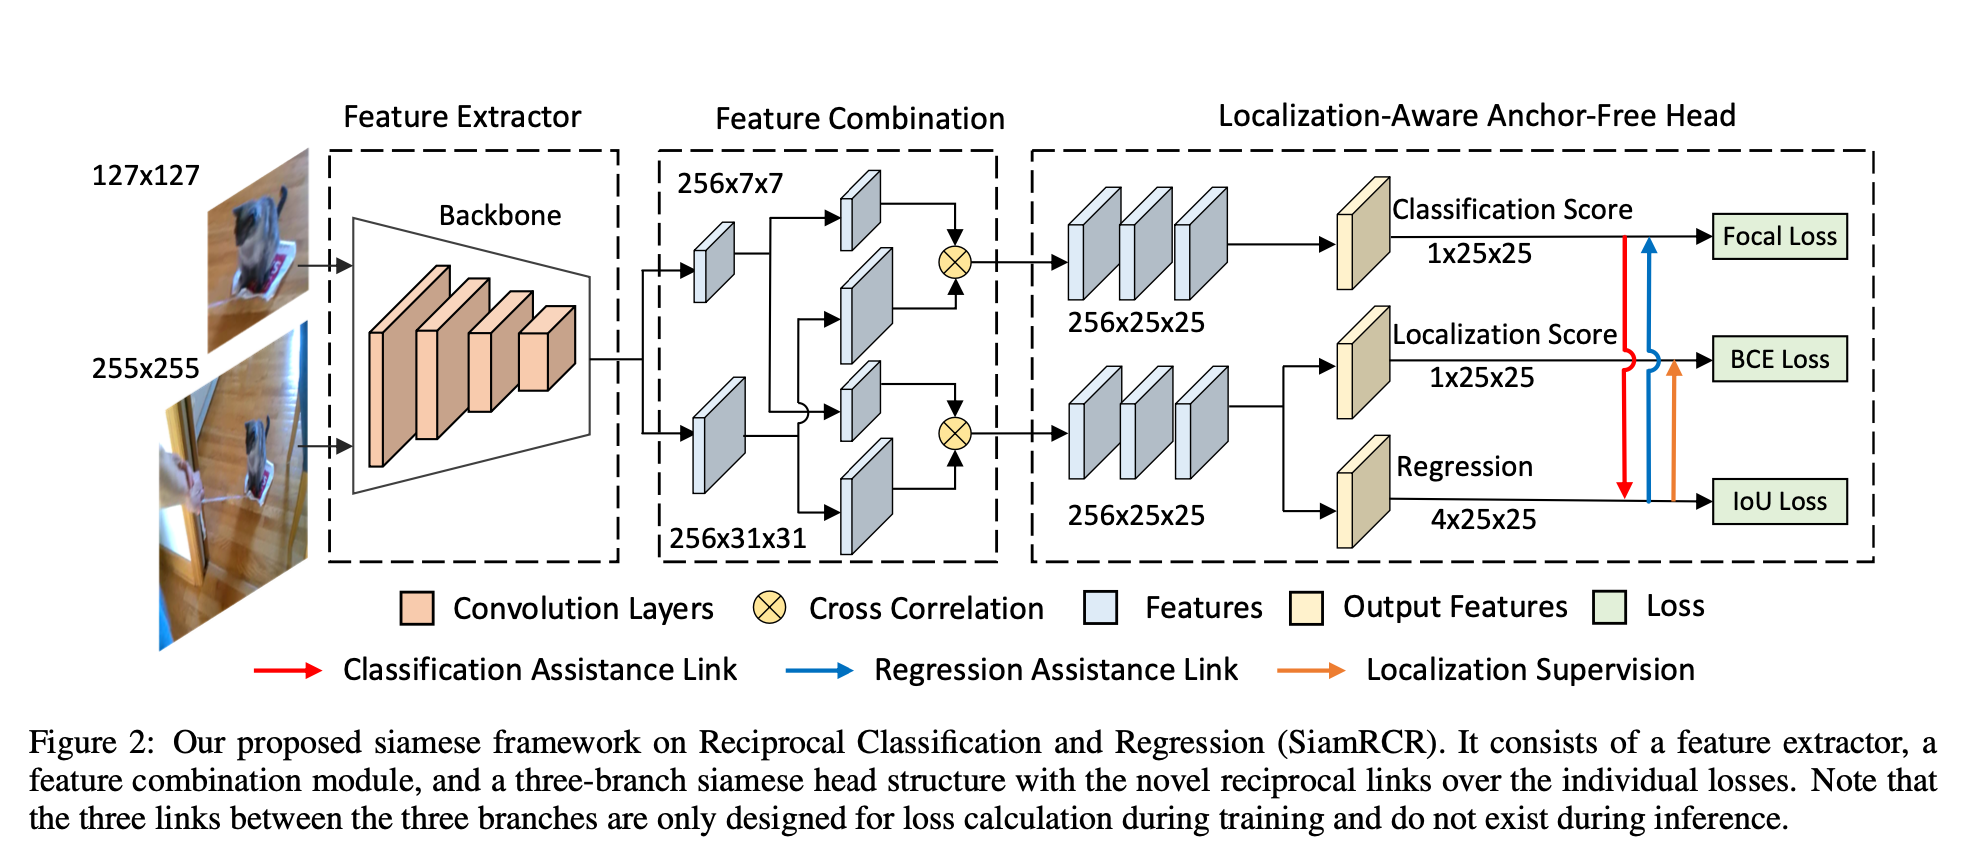 Feature Extractor
Feature Combination
Localization-Aware Anchor-Free Head
127x127
255x255
Backbone
256x7x7
256x31x31
256x25x25
256x25x25
Classification Score
1x25x25
Localization Score
1x25x25
Regression
4x25x25
Focal Loss
BCE Loss
IoU Loss
Convolution Layers
Cross Correlation
Features
Output Features
Loss
Classification Assistance Link
Regression Assistance Link
Localization Supervision
Figure 2: Our proposed siamese framework on Reciprocal Classification and Regression (SiamRCR). It consists of a feature extractor, a
feature combination module, and a three-branch siamese head structure with the novel reciprocal links over the individual losses. Note that
the three links between the three branches are only designed for loss calculation during training and do not exist during inference.